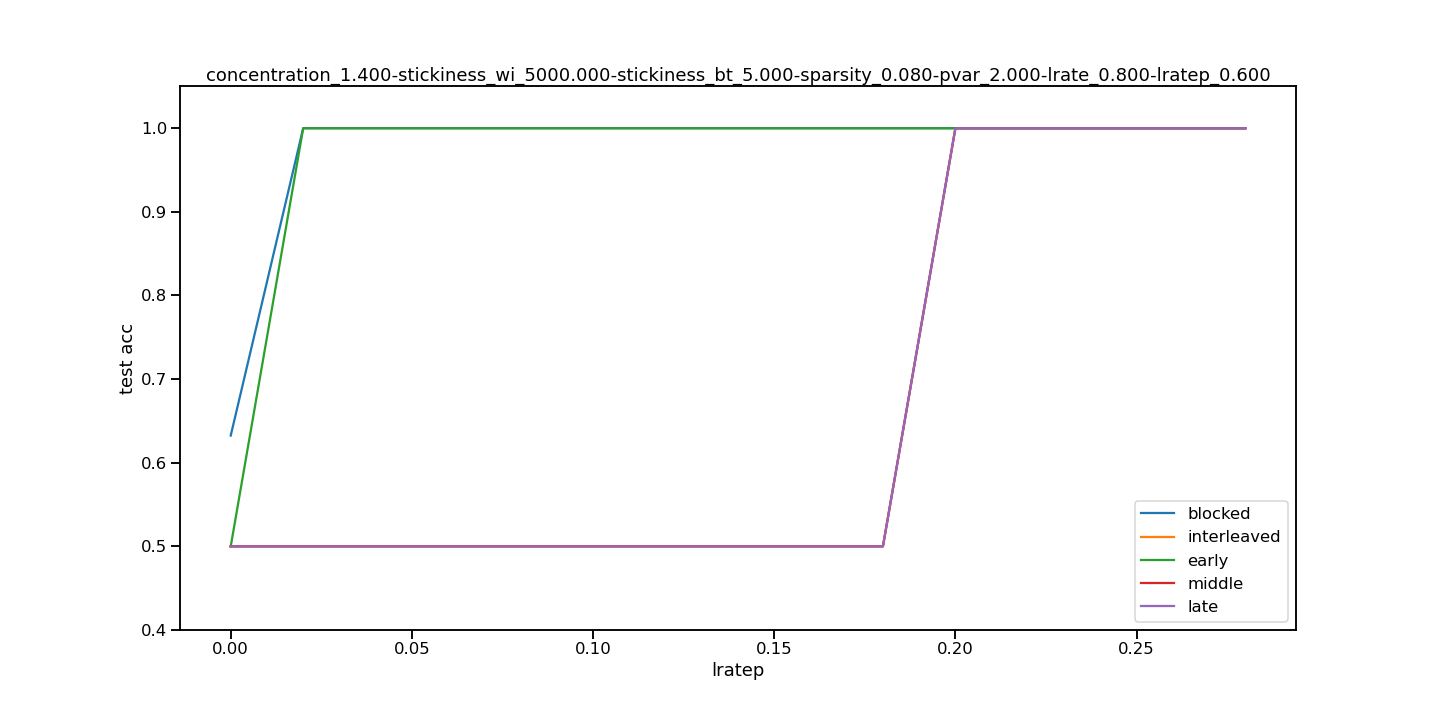 concentration_1.400-stickiness_wi_5000.000-stickiness_bt_5.000-sparsity_0.080-pvar_2.000-lrate_0.800-lratep_0.600
1.0
0.9
0.8
0.7
0.6
0.5
0.4
test acc
0.00 0.05 0.10 0.15 0.20 0.25
lratep
blocked
interleaved
early
middle
late